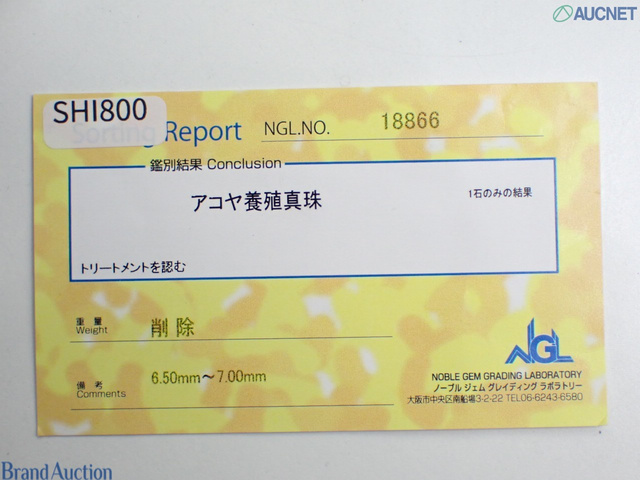 AUCNET
SHI800
Sorting Report NGL.NO. 18866
鑑別結果 Conclusion
アコヤ養殖真珠 1石のみの結果
トリートメントを認む
重量
Weight 削除
備考
Comments 6.50mm~7.00mm
NGL
NOBLE GEM GRADING LABORATORY
ノーブル ジェム グレイディング ラボラトリー
大阪市中央区南船場3-2-22 TEL06-6243-6580
Brand Auction